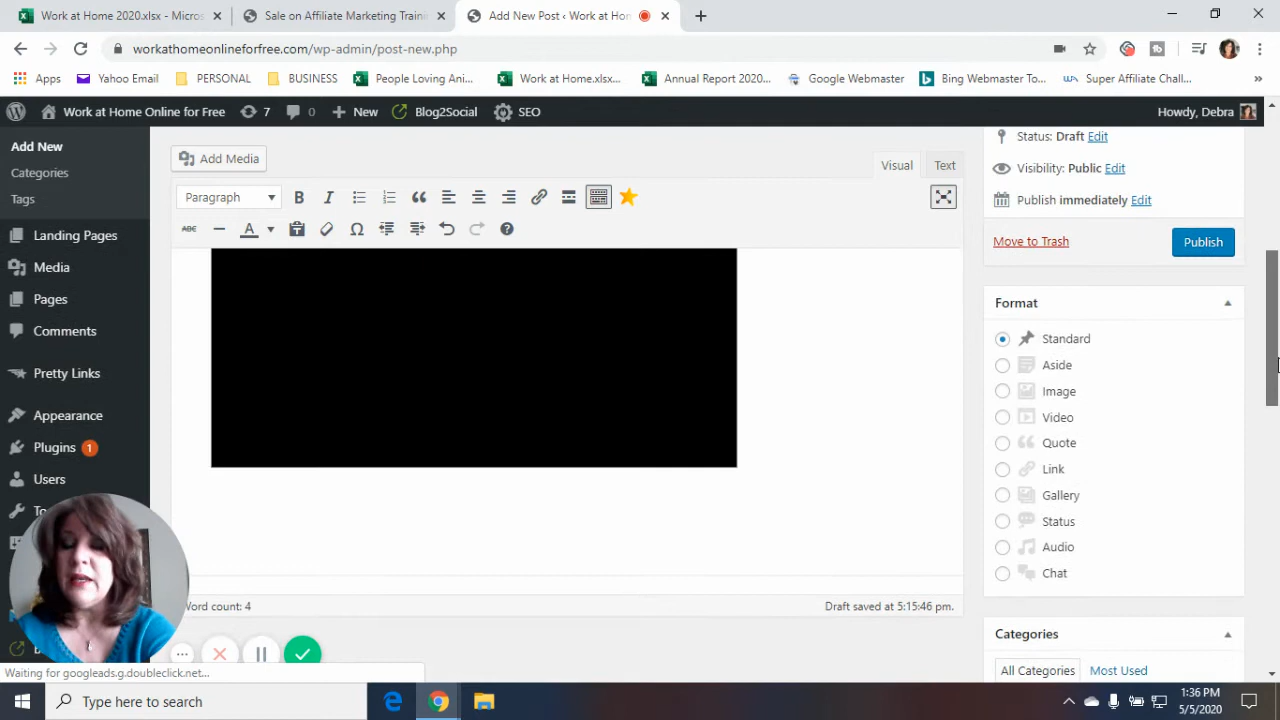 Work at Home 2020.xlsx - Micros
Sale on Affiliate Marketing Traini
Add New Post ‹ Work at Hom
workathomeonlineforfree.com/wp-admin/post-new.php
Apps
Yahoo Email
PERSONAL
BUSINESS
People Loving Ani...
Work at Home.xlsx...
Annual Report 2020...
Google Webmaster
Bing Webmaster To...
Super Affiliate Chall...
»
Work at Home Online for Free
7
0
New
Blog2Social
SEO
Howdy, Debra
Add New
Categories
Tags
Landing Pages
Media
Pages
Comments
Pretty Links
Appearance
Plugins 1
Users
Add Media
Visual
Text
Paragraph
B
I
ABC
A
Word count: 4
Draft saved at 5:15:46 pm.
Status: Draft Edit
Visibility: Public Edit
Publish immediately Edit
Move to Trash
Publish
Format
Standard
Aside
Image
Video
Quote
Link
Gallery
Status
Audio
Chat
Categories
All Categories
Most Used
Waiting for googleads.g.doubleclick.net...
Type here to search
1:36 PM
5/5/2020